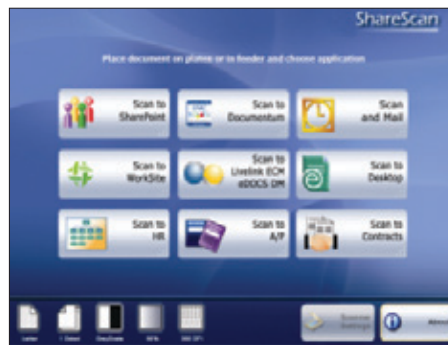 ShareScan
Place document on platen or in feeder and choose application
Scan to
SharePoint
Scan to
Documentum
Scan
and Mail
Scan to
WorkSite
Scan to
Livelink ECM
eDOCS DM
Scan to
Desktop
Scan to
HR
Scan to
A/P
Scan to
Contracts
Letter